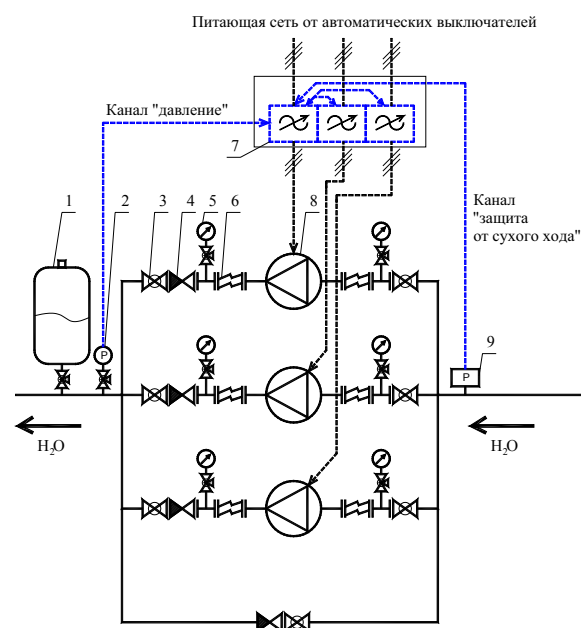 Питающая сеть от автоматических выключателей
Канал "давление"
7
Канал
"защита
от сухого хода"
1
2
3
4
5
6
8
P
9
P
H2O
H2O